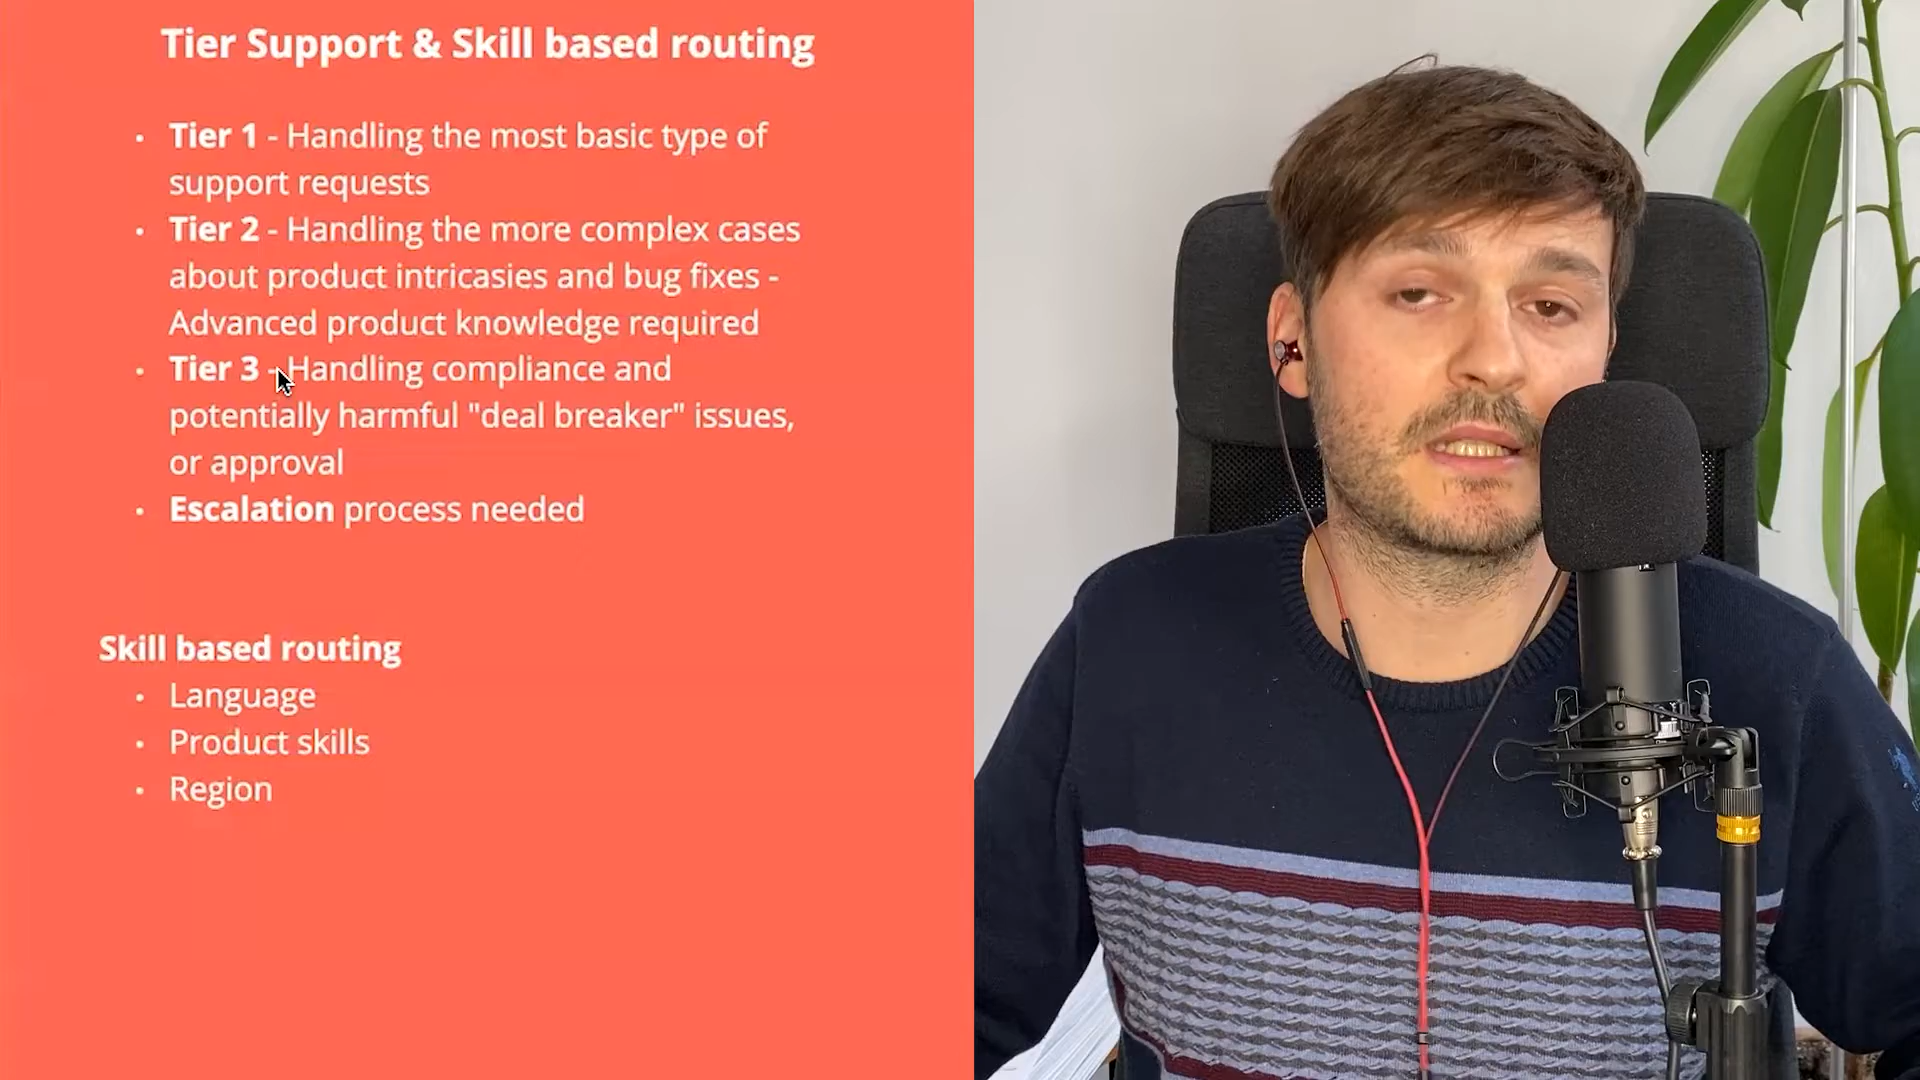 Tier Support & Skill based routing
• Tier 1 - Handling the most basic type of
support requests
• Tier 2 - Handling the more complex cases
about product intricasies and bug fixes -
Advanced product knowledge required
• Tier 3 - Handling compliance and
potentially harmful "deal breaker" issues,
or approval
• Escalation process needed
Skill based routing
• Language
• Product skills
• Region